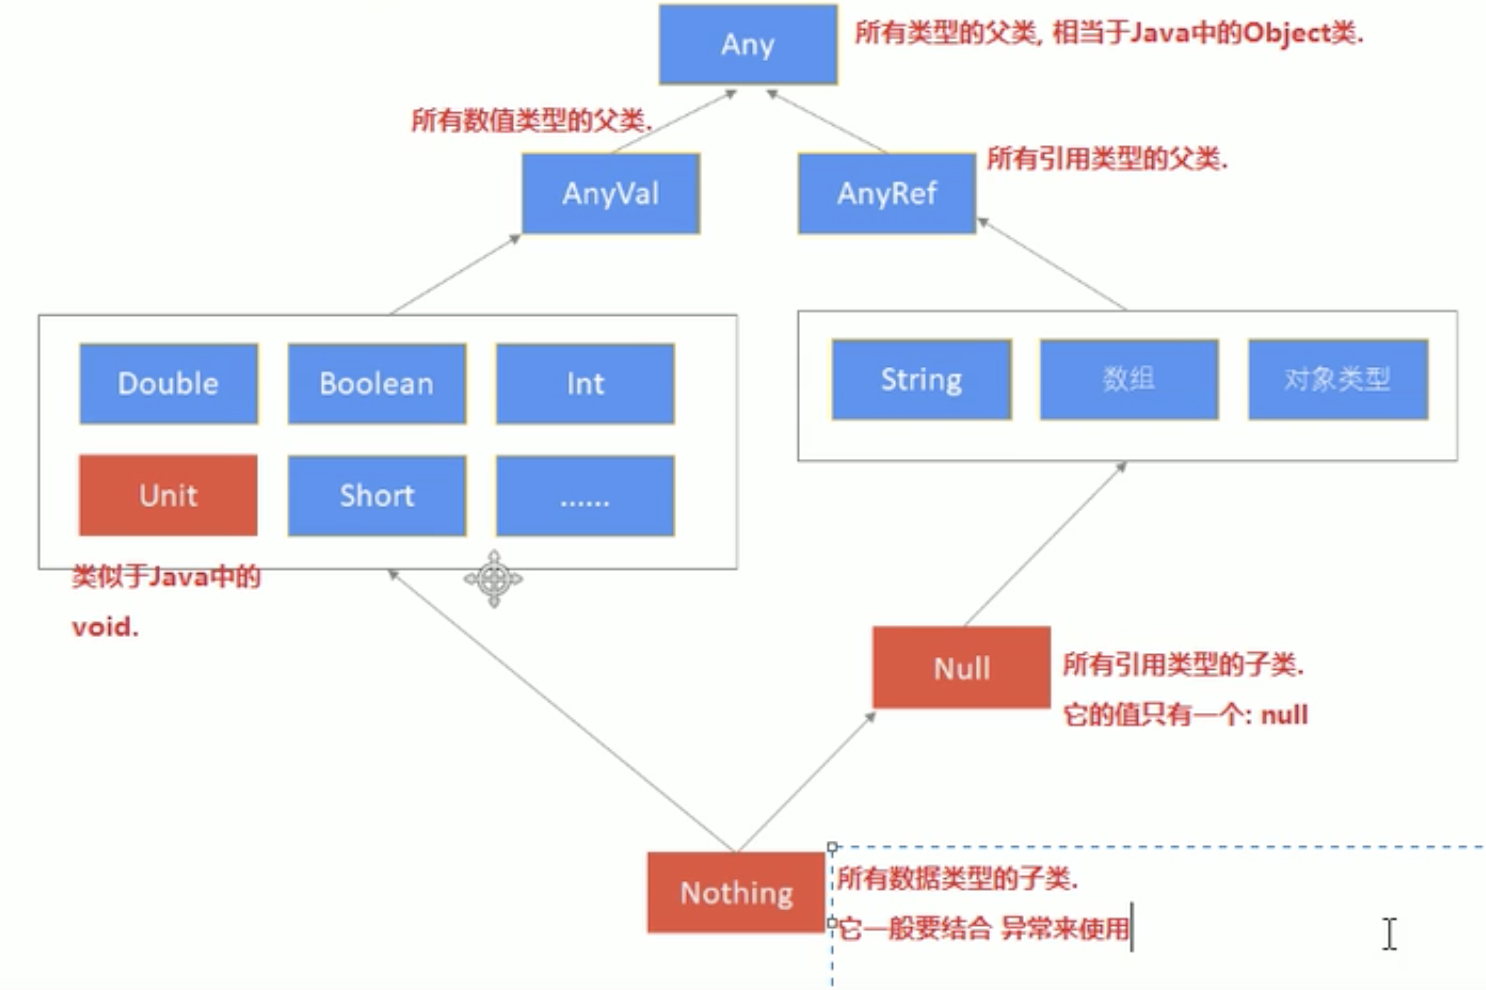 Any
所有类型的父类, 相当于Java中的Object类.
所有数值类型的父类.
所有引用类型的父类.
AnyVal
AnyRef
Double
Boolean
Int
String
数组
对象类型
Unit
Short
......
类似于Java中的
void.
Null
所有引用类型的子类.
它的值只有一个: null
Nothing
所有数据类型的子类.
它一般要结合 异常来使用